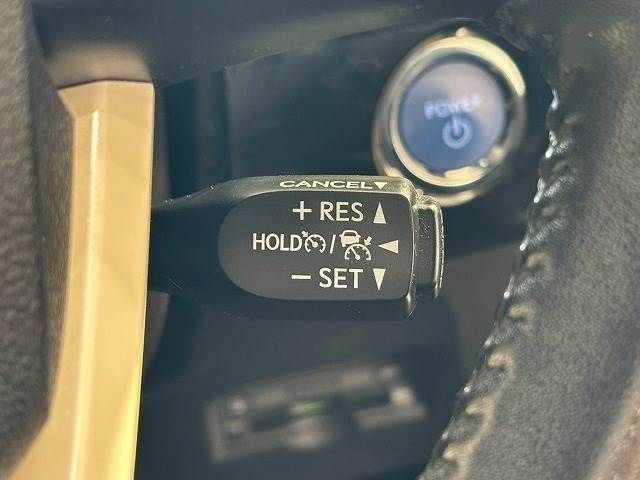 POWER
CANCEL▼
+ RES ▲
HOLD / ◀
− SET ▼